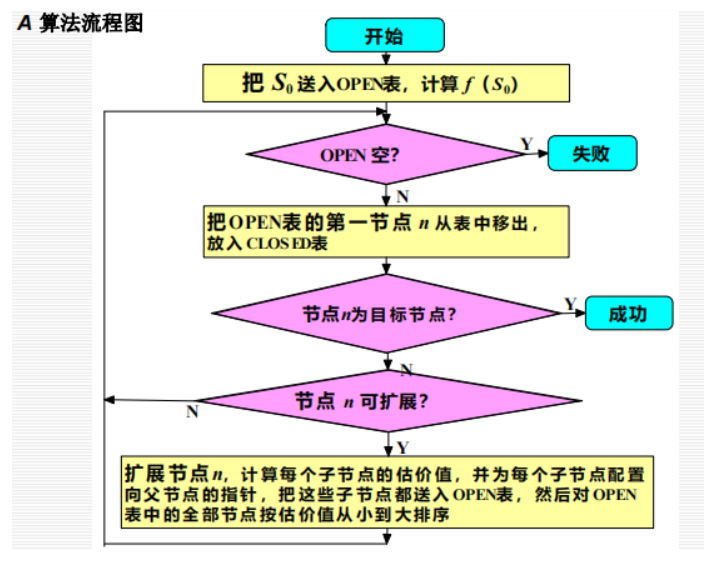 A 算法流程图
开始
把 S₀ 送入OPEN表，计算 f（S₀）
OPEN 空？
Y
失败
N
把OPEN表的第一节点 n 从表中移出，
放入CLOSED表
节点n为目标节点？
Y
成功
N
节点 n 可扩展？
N
Y
扩展节点n，计算每个子节点的估价值，并为每个子节点配置
向父节点的指针，把这些子节点都送入OPEN表，然后对OPEN
表中的全部节点按估价值从小到大排序